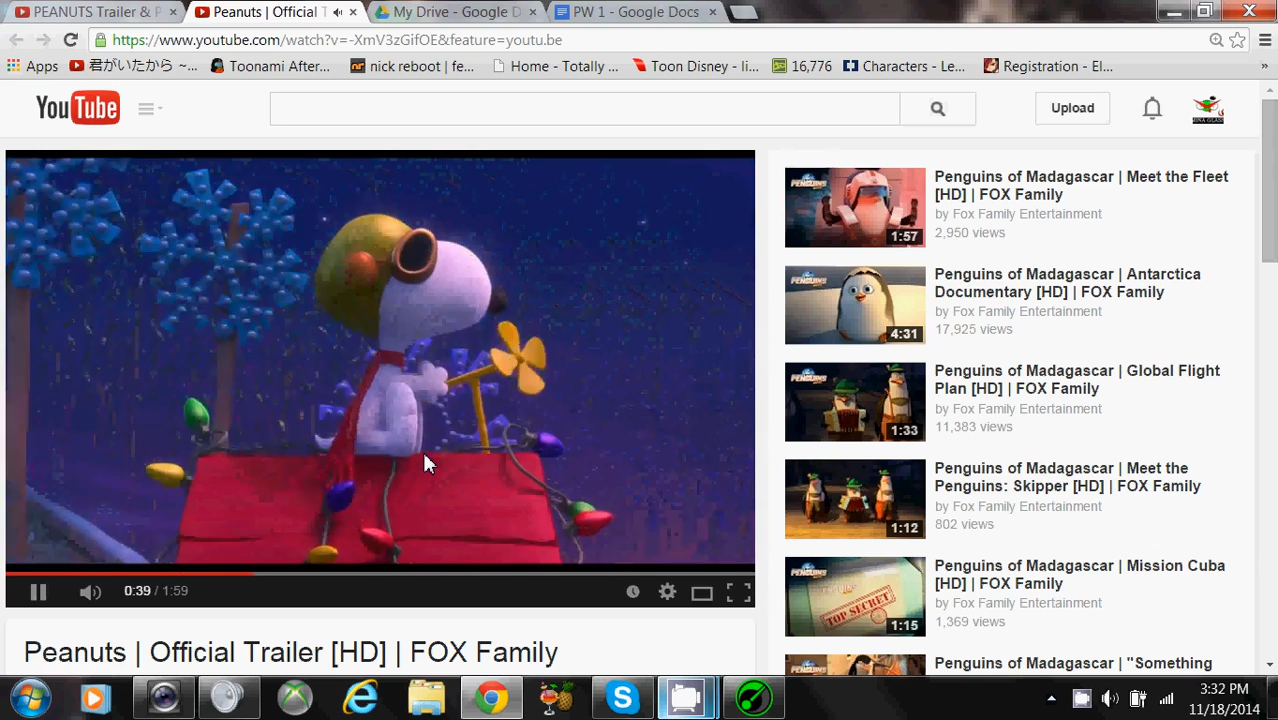 PEANUTS Trailer & P
Peanuts | Official T
My Drive - Google D
PW 1 - Google Docs
https://www.youtube.com/watch?v=-XmV3zGifOE&feature=youtu.be
Apps
君がいたから ~...
Toonami After...
nick reboot | fe...
Home - Totally ...
Toon Disney - li...
16,776
Characters - Le...
Registration - El...
»
YouTube
Upload
Penguins of Madagascar | Meet the Fleet
[HD] | FOX Family
by Fox Family Entertainment
2,950 views
PENGUINS
1:57
Penguins of Madagascar | Antarctica
Documentary [HD] | FOX Family
by Fox Family Entertainment
17,925 views
PENGUINS
4:31
Penguins of Madagascar | Global Flight
Plan [HD] | FOX Family
by Fox Family Entertainment
11,383 views
PENGUINS
1:33
Penguins of Madagascar | Meet the
Penguins: Skipper [HD] | FOX Family
by Fox Family Entertainment
802 views
PENGUINS
1:12
Penguins of Madagascar | Mission Cuba
[HD] | FOX Family
by Fox Family Entertainment
1,369 views
PENGUINS
TOP SECRET
1:15
Penguins of Madagascar | "Something
PENGUINS
0:39 / 1:59
Peanuts | Official Trailer [HD] | FOX Family
3:32 PM
11/18/2014